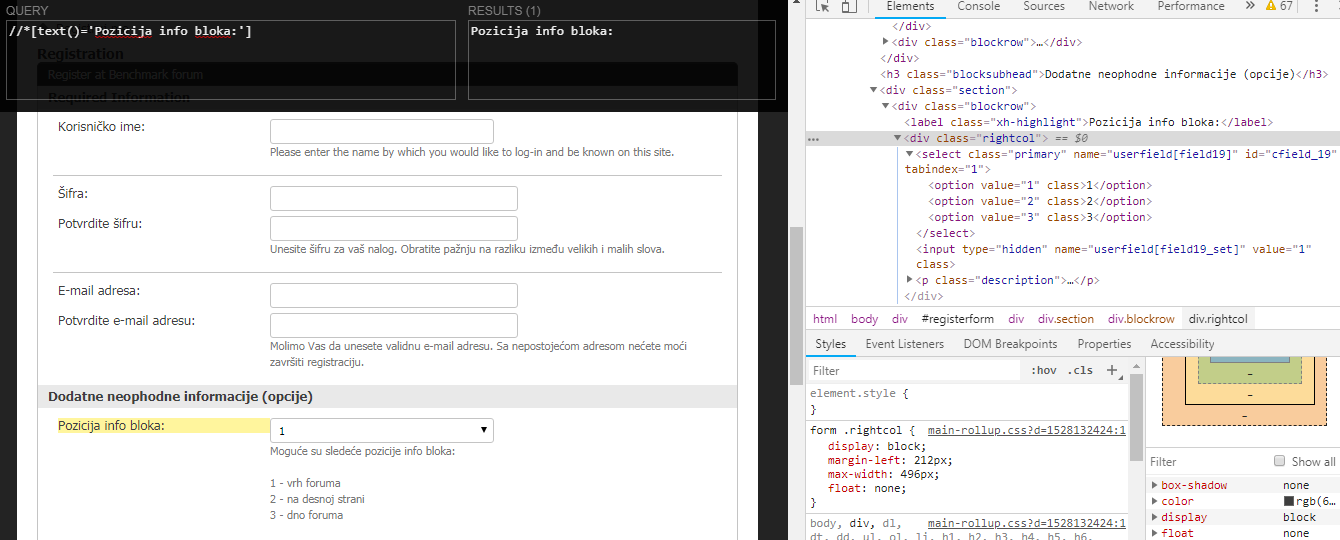 QUERY
RESULTS (1)
//*[text()='Pozicija info bloka:']
Pozicija info bloka:
Registration
Register at Benchmark forum
Required Information
Korisničko ime:
Please enter the name by which you would like to log-in and be known on this site.
Šifra:
Potvrdite šifru:
Unesite šifru za vaš nalog. Obratite pažnju na razliku između velikih i malih slova.
E-mail adresa:
Potvrdite e-mail adresu:
Molimo Vas da unesete validnu e-mail adresu. Sa nepostojećom adresom nećete moći
završiti registraciju.
Dodatne neophodne informacije (opcije)
Pozicija info bloka:
1
Moguće su sledeće pozicije info bloka:
1 - vrh foruma
2 - na desnoj strani
3 - dno foruma
Elements Console Sources Network Performance » 67
</div>
<div class="blockrow">…</div>
</div>
<h3 class="blocksubhead">Dodatne neophodne informacije (opcije)</h3>
<div class="section">
<div class="blockrow">
<label class="xh-highlight">Pozicija info bloka:</label>
… <div class="rightcol"> == $0
<select class="primary" name="userfield[field19]" id="cfield_19"
tabindex="1">
<option value="1" class>1</option>
<option value="2" class>2</option>
<option value="3" class>3</option>
</select>
<input type="hidden" name="userfield[field19_set]" value="1"
class>
<p class="description">…</p>
</div>
html body div #registerform div div.section div.blockrow div.rightcol
Styles Event Listeners DOM Breakpoints Properties Accessibility
Filter :hov .cls +
element.style {
}
form .rightcol { main-rollup.css?d=1528132424:1
display: block;
margin-left: 212px;
max-width: 496px;
float: none;
}
body, div, dl, main-rollup.css?d=1528132424:1
dt, dd, ul, ol, li, h1, h2, h3, h4, h5, h6,
–
–
–
Filter Show all
box-shadow none
color rgb(6…
display block
float none